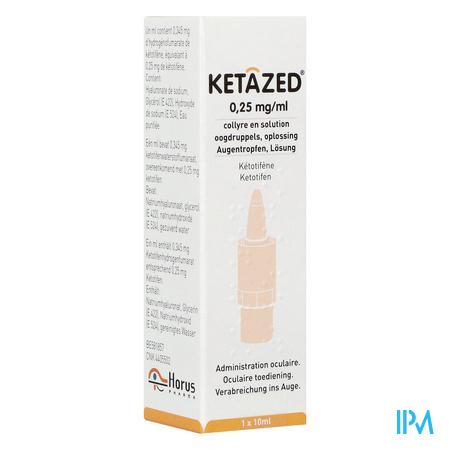 Un ml contient 0,345 mg
d'hydrogénofumarate de
kétotifène, équivalant à
0,25 mg de kétotifène.
Contient:
Hyaluronate de sodium,
Glycérol (E 422), Hydroxyde
de sodium (E 524), Eau
purifiée.
Eén ml bevat 0,345 mg
ketotifenwaterstoffumaraat,
overeenkomend met 0,25 mg
ketotifen.
Bevat:
Natriumhyaluronaat, glycerol
(E 422), natriumhydroxide
(E 524), gezuiverd water
Ein ml enthält 0,345 mg
Ketotifenhydrogenfumarat
entsprechend 0,25 mg
Ketotifen.
Enthält:
Natriumhyaluronat, Glycerin
(E 422), Natriumhydroxid
(E 524), gereinigtes Wasser
Horus
PHARMA
KETAZED®
0,25 mg/ml
collyre en solution
oogdruppels, oplossing
Augentropfen, Lösung
Kétotifène
Ketotifen
Administration oculaire.
Oculaire toediening.
Verabreichung ins Auge.
1 x 10ml
IPM